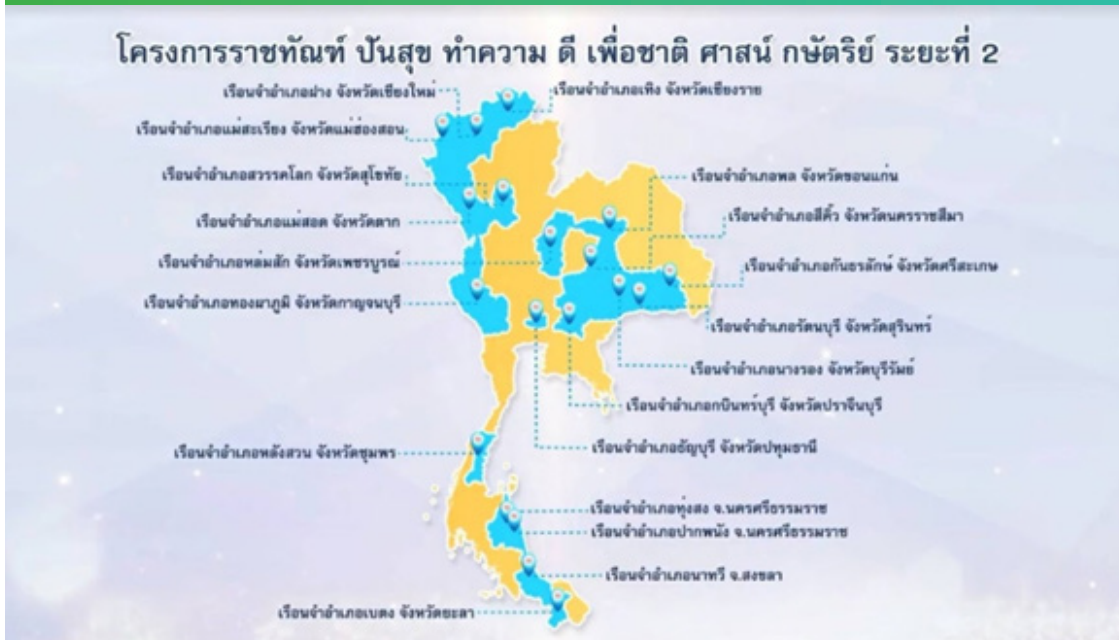 โครงการราชทัณฑ์ ปันสุข ทำความ ดี เพื่อชาติ ศาสน์ กษัตริย์ ระยะที่ 2
เรือนจำอำเภอฝาง จังหวัดเชียงใหม่
เรือนจำอำเภอเทิง จังหวัดเชียงราย
เรือนจำอำเภอแม่สะเรียง จังหวัดแม่ฮ่องสอน
เรือนจำอำเภอสวรรคโลก จังหวัดสุโขทัย
เรือนจำอำเภอพล จังหวัดขอนแก่น
เรือนจำอำเภอแม่สอด จังหวัดตาก
เรือนจำอำเภอสีคิ้ว จังหวัดนครราชสีมา
เรือนจำอำเภอหล่มสัก จังหวัดเพชรบูรณ์
เรือนจำอำเภอกันธรลักษ์ จังหวัดศรีสะเกษ
เรือนจำอำเภอทองผาภูมิ จังหวัดกาญจนบุรี
เรือนจำอำเภอรัตนบุรี จังหวัดสุรินทร์
เรือนจำอำเภอนางรอง จังหวัดบุรีรัมย์
เรือนจำอำเภอกบินทร์บุรี จังหวัดปราจีนบุรี
เรือนจำอำเภอธัญบุรี จังหวัดปทุมธานี
เรือนจำอำเภอหลังสวน จังหวัดชุมพร
เรือนจำอำเภอทุ่งสง จ.นครศรีธรรมราช
เรือนจำอำเภอปากพนัง จ.นครศรีธรรมราช
เรือนจำอำเภอนาทวี จ.สงขลา
เรือนจำอำเภอเบตง จังหวัดยะลา